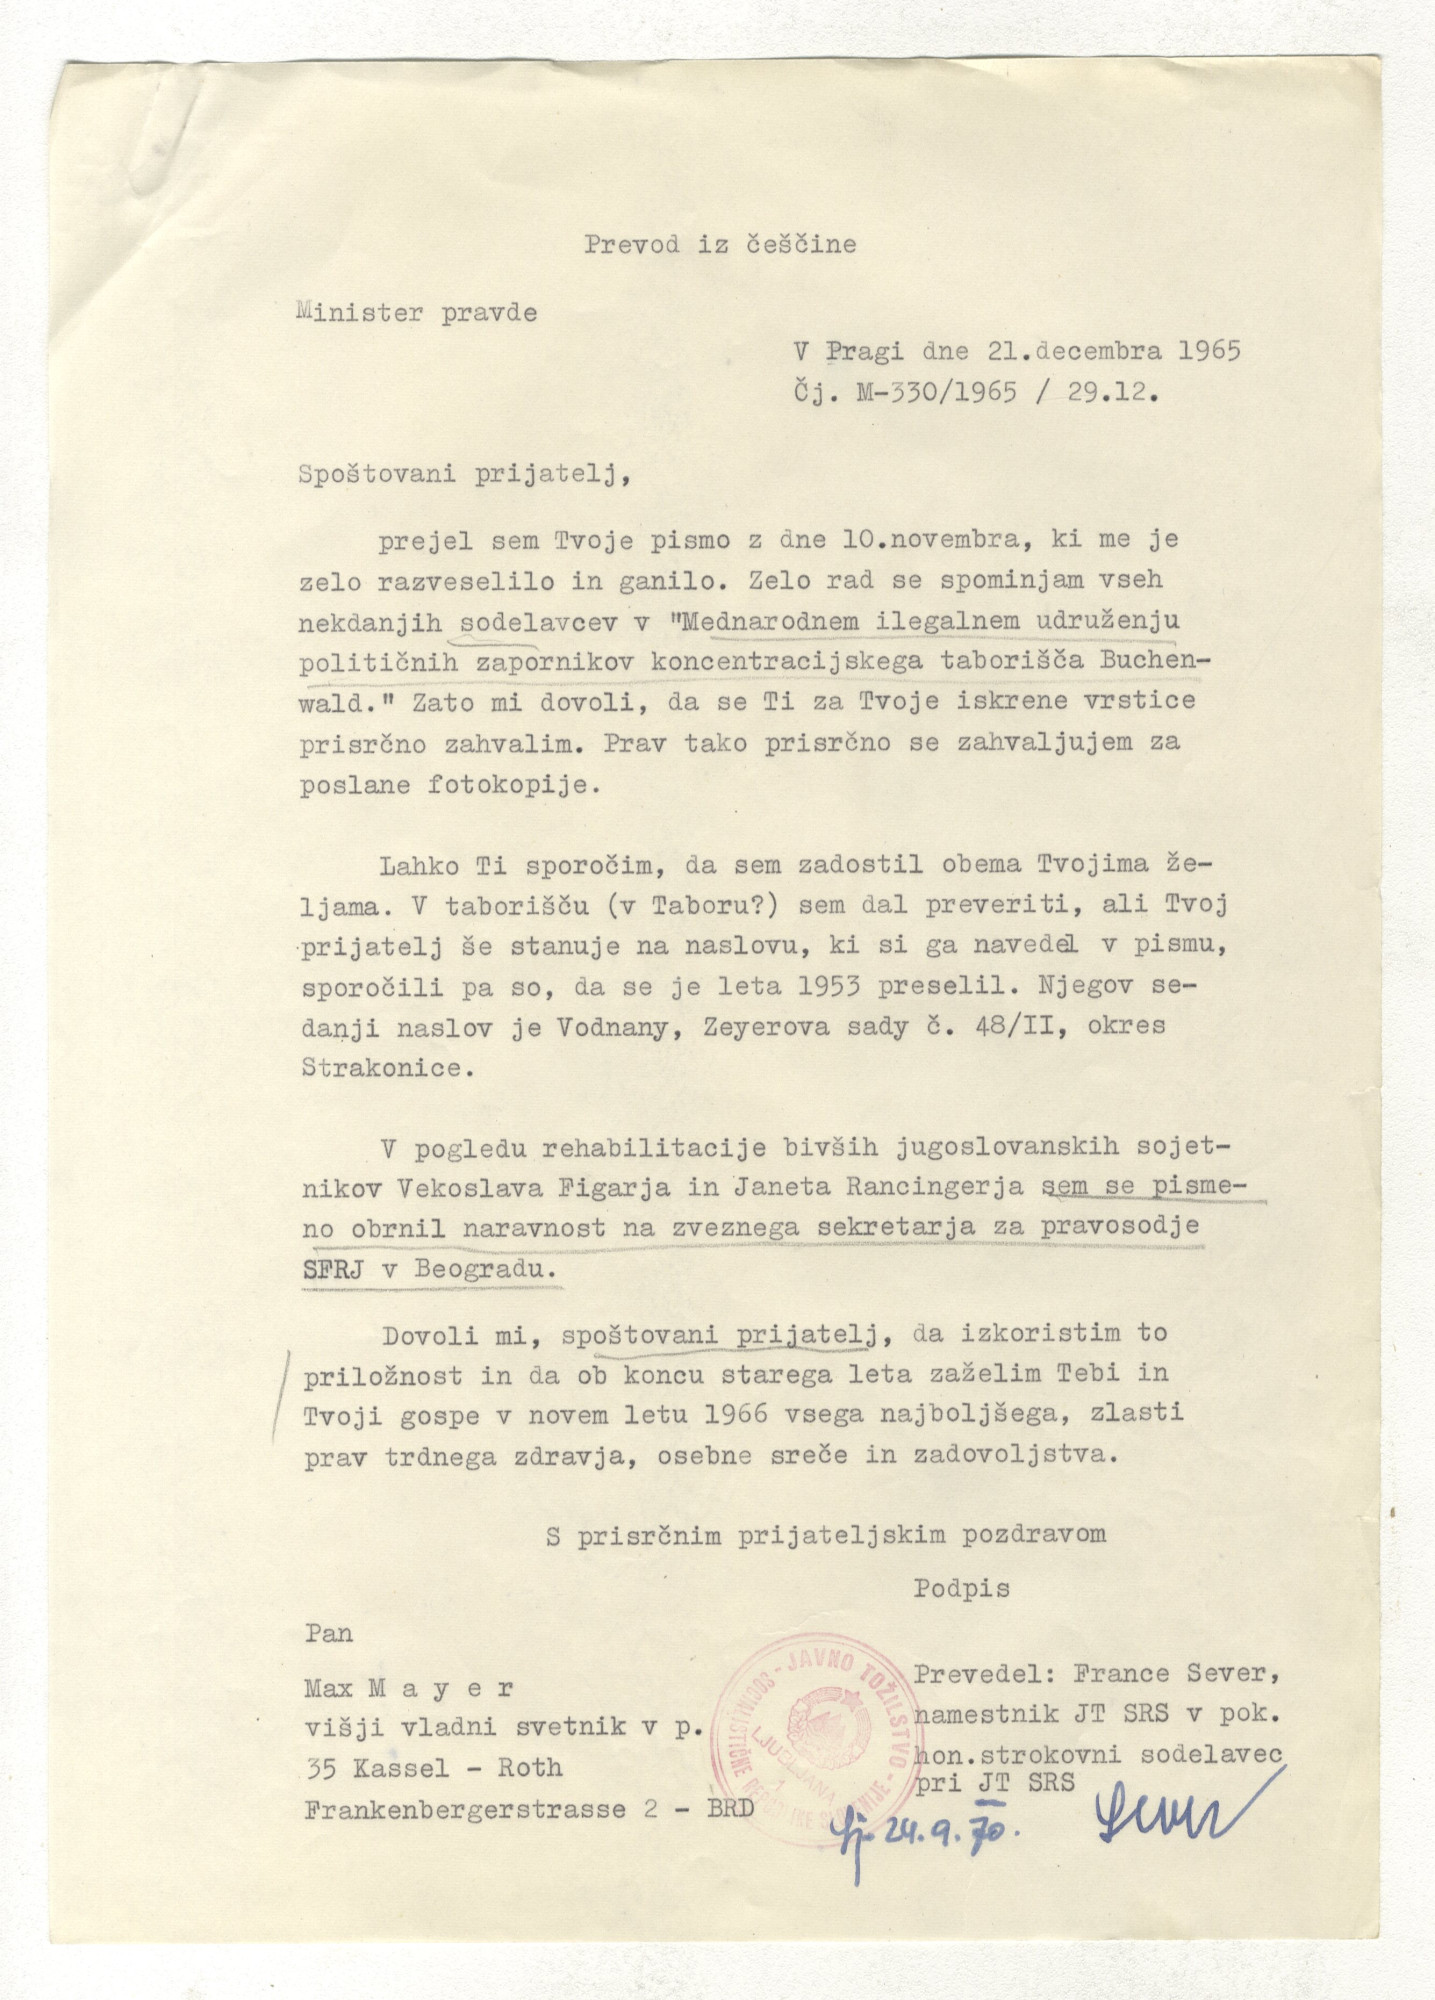 Prevod iz češčine
Minister pravde
V Pragi dne 21.decembra 1965
Čj. M-330/1965 / 29.12.
Spoštovani prijatelj,
prejel sem Tvoje pismo z dne 10.novembra, ki me je
zelo razveselilo in ganilo. Zelo rad se spominjam vseh
nekdanjih sodelavcev v "Mednarodnem ilegalnem udruženju
političnih zapornikov koncentracijskega taborišča Buchen-
wald." Zato mi dovoli, da se Ti za Tvoje iskrene vrstice
prisrčno zahvalim. Prav tako prisrčno se zahvaljujem za
poslane fotokopije.
Lahko Ti sporočim, da sem zadostil obema Tvojima že-
ljama. V taborišču (v Taboru?) sem dal preveriti, ali Tvoj
prijatelj še stanuje na naslovu, ki si ga navedel v pismu,
sporočili pa so, da se je leta 1953 preselil. Njegov se-
danji naslov je Vodnany, Zeyerova sady č. 48/II, okres
Strakonice.
V pogledu rehabilitacije bivših jugoslovanskih sojet-
nikov Vekoslava Figarja in Janeta Rancingerja sem se pisme-
no obrnil naravnost na zveznega sekretarja za pravosodje
SFRJ v Beogradu.
Dovoli mi, spoštovani prijatelj, da izkoristim to
priložnost in da ob koncu starega leta zaželim Tebi in
Tvoji gospe v novem letu 1966 vsega najboljšega, zlasti
prav trdnega zdravja, osebne sreče in zadovoljstva.
S prisrčnim prijateljskim pozdravom
Podpis
Pan
Max M a y e r
višji vladni svetnik v p.
35 Kassel - Roth
Frankenbergerstrasse 2 - BRD
JAVNO TOŽILSTVO - SOCIALISTIČNE REPUBLIKE SLOVENIJE -
LJUBLJANA
1
Prevedel: France Sever,
namestnik JT SRS v pok.
hon.strokovni sodelavec
pri JT SRS
Lj. 24.9.70.
Sever